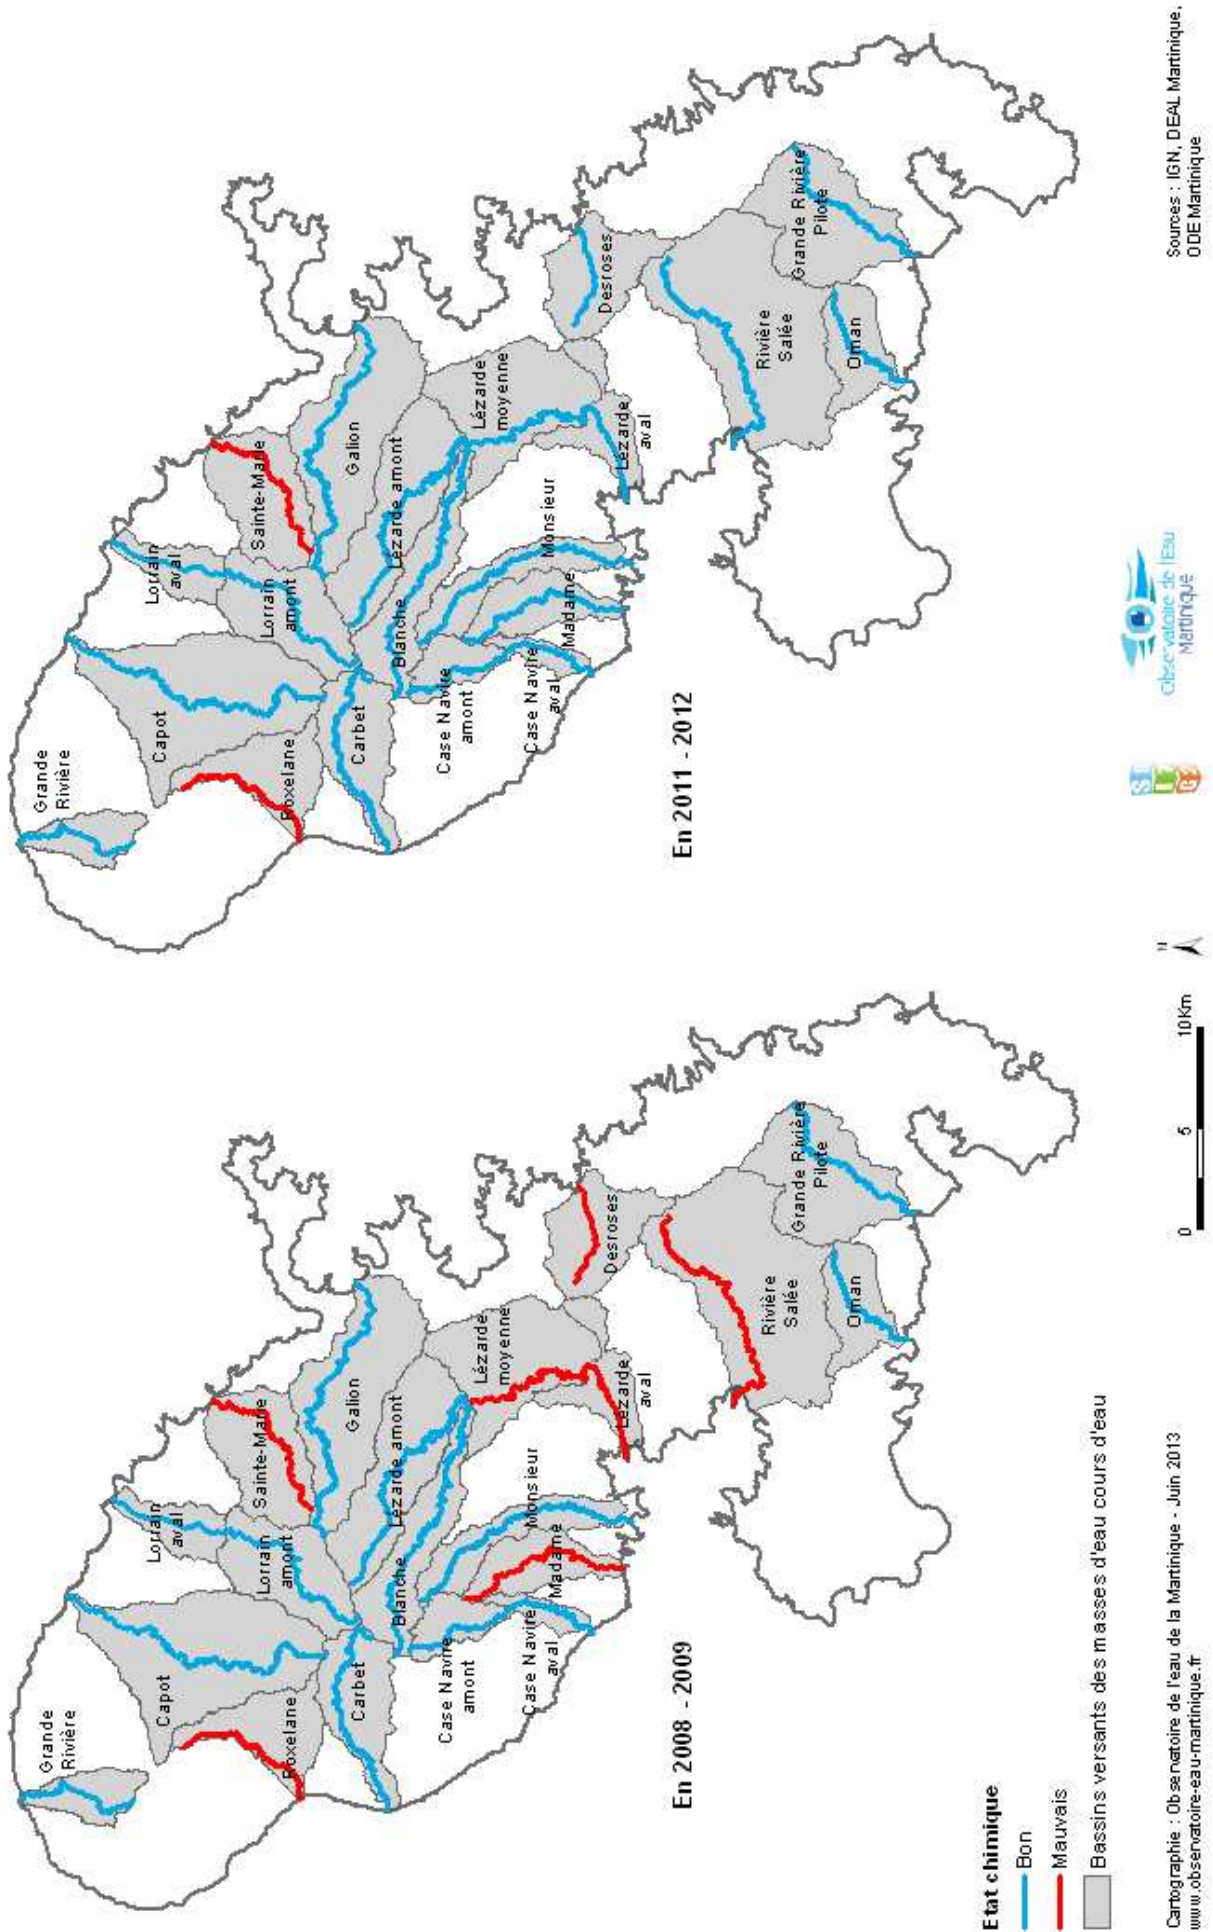 Grande
Rivière
Capot
Roxelane
Carbet
Lorrain
aval
Lorrain
amont
Sainte-Marie
Galion
Lézarde amont
Lézarde
moyenne
Blanche
Case Navire
amont
Case Navire
aval
Madame
Monsieur
Lézarde
aval
Desroses
Rivière
Salée
Grande Rivière
Pilote
Oman
En 2008 - 2009
Grande
Rivière
Capot
Roxelane
Carbet
Lorrain
aval
Lorrain
amont
Sainte-Marie
Galion
Lézarde amont
Lézarde
moyenne
Blanche
Case Navire
amont
Case Navire
aval
Madame
Monsieur
Lézarde
aval
Desroses
Rivière
Salée
Grande Rivière
Pilote
Oman
En 2011 - 2012
Etat chimique
Bon
Mauvais
Bassins versants des masses d'eau cours d'eau
Cartographie : Observatoire de l'eau de la Martinique - Juin 2013
www.observatoire-eau-martinique.fr
0 5 10Km
N
Observatoire de l'Eau
Martinique
Sources : IGN, DEAL Martinique,
ODE Martinique